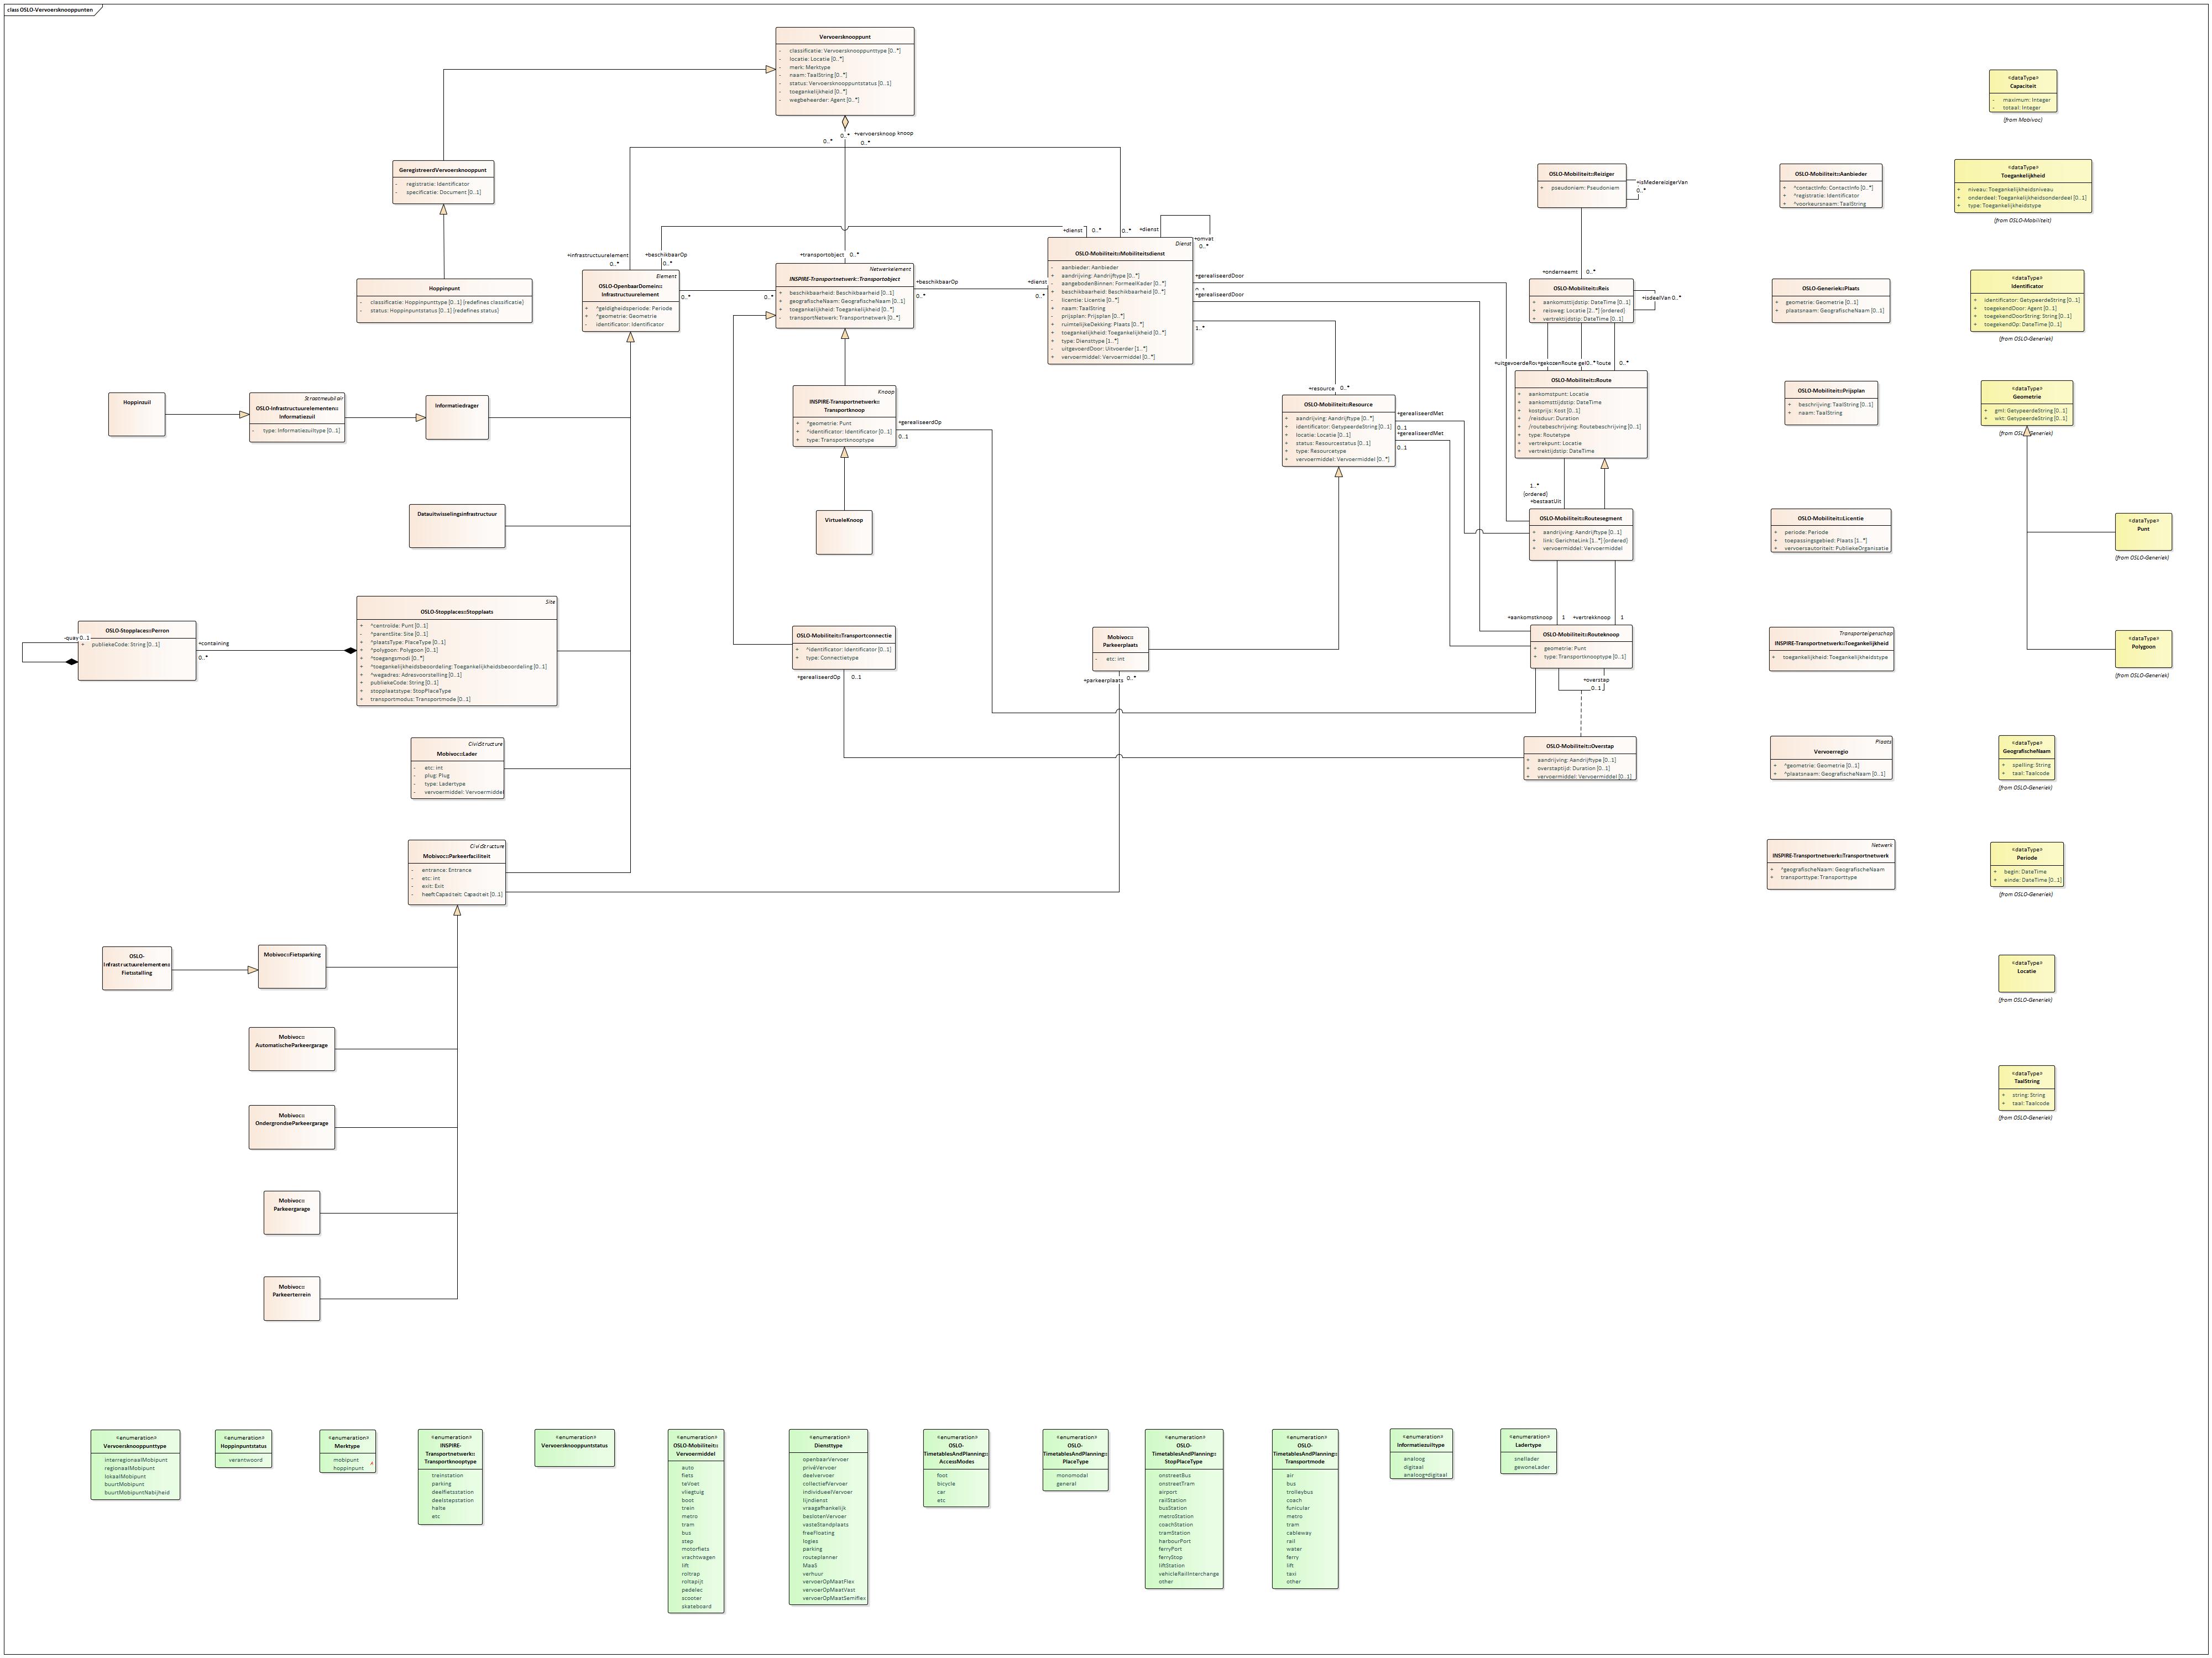 class OSLO-Vervoersknooppunten
Vervoersknooppunt
- classificatie: Vervoersknooppunttype [0..*]
- locatie: Locatie [0..*]
- merk: Merktype
- naam: TaalString [0..*]
- status: Vervoersknooppuntstatus [0..1]
- toegankelijkheid [0..*]
- wegbeheerder: Agent [0..*]
0..* +vervoersknoop knoop
0..*
0..*
GeregistreerdVervoersknooppunt
- registratie: Identificator
- specificatie: Document [0..1]
Hoppinpunt
- classificatie: Hoppinpunttype [0..1] {redefines classificatie}
- status: Hoppinpuntstatus [0..1] {redefines status}
+infrastructuurelement
0..*
+beschikbaarOp
0..*
Element
OSLO-OpenbaarDomein::
Infrastructuurelement
+ ^geldigheidsperiode: Periode
+ ^geometrie: Geometrie
- identificator: Identificator
0..*
0..*
+transportobject 0..*
Netwerkelement
INSPIRE-Transportnetwerk::Transportobject
+ beschikbaarheid: Beschikbaarheid [0..1]
+ geografischeNaam: GeografischeNaam [0..1]
+ toegankelijkheid: Toegankelijkheid [0..*]
- transportNetwerk: Transportnetwerk [0..*]
+beschikbaarOp
0..*
+dienst
0..*
+dienst 0..*
0..*
+dienst
+omvat
0..*
Dienst
OSLO-Mobiliteit::Mobiliteitsdienst
- aanbieder: Aanbieder
+ aandrijving: Aandrijftype [0..*]
- aangebodenBinnen: FormeelKader [0..*]
+ beschikbaarheid: Beschikbaarheid [0..*]
- licentie: Licentie [0..*]
+ naam: TaalString
- prijsplan: Prijsplan [0..*]
+ ruimtelijkeDekking: Plaats [0..*]
+ toegankelijkheid: Toegankelijkheid [0..*]
+ type: Diensttype [1..*]
- uitgevoerdDoor: Uitvoerder [1..*]
+ vervoermiddel: Vervoermiddel [0..*]
+gerealiseerdDoor
+gerealiseerdDoor
1..*
OSLO-Mobiliteit::Reiziger
+ pseudoniem: Pseudoniem
+isMedereizigerVan
0..*
+onderneemt 0..*
OSLO-Mobiliteit::Reis
+ aankomsttijdstip: DateTime [0..1]
+ reisweg: Locatie [2..*] {ordered}
+ vertrektijdstip: DateTime [0..1]
+isdeelVan 0..*
0..*
OSLO-Mobiliteit::Route
+ aankomstpunt: Locatie
+ aankomsttijdstip: DateTime
+ kostprijs: Kost [0..1]
+ /reisduur: Duration
+ /routebeschrijving: Routebeschrijving [0..1]
+ type: Routetype
+ vertrekpunt: Locatie
+ vertrektijdstip: DateTime
1..*
{ordered}
+bestaatUit
OSLO-Mobiliteit::Routesegment
+ aandrijving: Aandrijftype [0..1]
+ link: GerichteLink [1..*] {ordered}
+ vervoermiddel: Vervoermiddel
+aankomstknoop 1 +vertrekknoop 1
OSLO-Mobiliteit::Routeknoop
+ geometrie: Punt
+ type: Transportknooptype [0..1]
+overstap
0..1
OSLO-Mobiliteit::Overstap
+ aandrijving: Aandrijftype [0..1]
+ overstaptijd: Duration [0..1]
+ vervoermiddel: Vervoermiddel [0..1]
+resource 0..*
OSLO-Mobiliteit::Resource
+ aandrijving: Aandrijftype [0..*]
+ identificator: GetypeerdeString [0..1]
+ locatie: Locatie [0..1]
+ status: Resourcestatus [0..1]
+ type: Resourcetype
+ vervoermiddel: Vervoermiddel [0..*]
+gerealiseerdMet
0..1
+gerealiseerdMet
0..1
Hoppinzuil
Straatmeubilair
OSLO-Infrastructuurelementen::
Informatiezuil
- type: Informatiezuiltype [0..1]
Informatiedrager
Knoop
INSPIRE-Transportnetwerk::
Transportknoop
+ ^geometrie: Punt
+ ^identificator: Identificator [0..1]
+ type: Transportknooptype
+gerealiseerdOp
0..1
VirtueleKnoop
Datauitwisselingsinfrastructuur
OSLO-Stopplaces::Perron
+ publiekeCode: String [0..1]
-quay 0..1
+containing
0..*
Site
OSLO-Stopplaces::Stopplaats
+ ^centroïde: Punt [0..1]
- ^parentSite: Site [0..1]
+ ^plaatsType: PlaceType [0..1]
+ ^polygon: Polygoon [0..1]
+ ^toegangsmodi [0..*]
+ ^toegankelijkheidsbeoordeling: Toegankelijkheidsbeoordeling [0..1]
+ ^wegadres: Adresvoorstelling [0..*]
+ publiekeCode: String [0..1]
+ stopplaatstype: StopPlaceType
+ transportmodus: Transportmode [0..1]
OSLO-Mobiliteit::Transportconnectie
+ ^identificator: Identificator [0..1]
+ type: Connectietype
+gerealiseerdOp 0..1
Mobivoc::
Parkeerplaats
- etc: int
+parkeerplaats 0..*
CivicStructure
Mobivoc::Lader
- etc: int
- plug: Plug
- type: Ladertype
- vervoermiddel: Vervoermiddel
CivicStructure
Mobivoc::Parkeerfaciliteit
- entrance: Entrance
- etc: int
- exit: Exit
- heeftCapaciteit: Capaciteit [0..1]
OSLO-
Infrastructuurelementen::
Fietsstalling
Mobivoc::Fietsparking
Mobivoc::
AutomatischeParkeergarage
Mobivoc::
OndergrondseParkeergarage
Mobivoc::
Parkeergarage
Mobivoc::
Parkeerterrein
OSLO-Mobiliteit::Aanbieder
+ ^contactInfo: ContactInfo [0..*]
+ ^registratie: Identificator
+ ^voorkeursnaam: TaalString
OSLO-Generiek::Plaats
+ geometrie: Geometrie [0..1]
+ plaatsnaam: GeografischeNaam [0..1]
OSLO-Mobiliteit::Prijsplan
+ beschrijving: TaalString [0..1]
+ naam: TaalString
OSLO-Mobiliteit::Licentie
+ periode: Periode
+ toepassingsgebied: Plaats [1..*]
+ vervoersautoriteit: PubliekeOrganisatie
Transporteigenschap
INSPIRE-Transportnetwerk::Toegankelijkheid
+ toegankelijkheid: Toegankelijkheidstype
Plaats
Vervoerregio
+ ^geometrie: Geometrie [0..1]
+ ^plaatsnaam: GeografischeNaam [0..1]
Netwerk
INSPIRE-Transportnetwerk::Transportnetwerk
+ ^geografischeNaam: GeografischeNaam
+ transporttype: Transporttype
«dataType»
Capaciteit
- maximum: Integer
- totaal: Integer
(from Mobivoc)
«dataType»
Toegankelijkheid
+ niveau: Toegankelijkheidsniveau
+ onderdeel: Toegankelijkheidsonderdeel [0..1]
+ type: Toegankelijkheidstype
(from OSLO-Mobiliteit)
«dataType»
Identificator
+ identificator: GetypeerdeString [0..1]
+ toegekendDoor: Agent [0..1]
+ toegekendDoorString: String [0..1]
+ toegekendOp: DateTime [0..1]
(from OSLO-Generiek)
«dataType»
Geometrie
+ gml: GetypeerdeString [0..1]
+ wkt: GetypeerdeString [0..1]
(from OSLO-Generiek)
«dataType»
Punt
(from OSLO-Generiek)
«dataType»
Polygoon
(from OSLO-Generiek)
«dataType»
GeografischeNaam
+ spelling: String
+ taal: Taalcode
(from OSLO-Generiek)
«dataType»
Periode
+ begin: DateTime
+ einde: DateTime [0..1]
(from OSLO-Generiek)
«dataType»
Locatie
(from OSLO-Generiek)
«dataType»
TaalString
+ string: String
+ taal: Taalcode
(from OSLO-Generiek)
«enumeration»
Vervoersknooppunttype
interregionaalMobipunt
regionaalMobipunt
lokaalMobipunt
buurtMobipunt
buurtMobipuntNabijheid
«enumeration»
Hoppinpuntstatus
verantwoord
«enumeration»
Merktype
mobipunt
hoppinpunt
«enumeration»
INSPIRE-
Transportnetwerk::
Transportknooptype
treinstation
parking
deelfietsstation
deelstepstation
halte
etc
«enumeration»
Vervoersknooppuntstatus
«enumeration»
OSLO-Mobiliteit::
Vervoermiddel
auto
fiets
teVoet
vliegtuig
boot
trein
metro
tram
bus
step
motorfiets
vrachtwagen
lift
roltrap
roltapijt
pedelec
scooter
skateboard
«enumeration»
Diensttype
openbaarVervoer
privéVervoer
deelvervoer
collectiefVervoer
individueelVervoer
lijndienst
vraagafhenkelijk
beslotenVervoer
vasteStandplaats
freeFloating
logies
parking
routeplanner
MaaS
verhuur
vervoerOpMaatFlex
vervoerOpMaatVast
vervoerOpMaatSemiflex
«enumeration»
OSLO-
TimetablesAndPlanning::
AccessModes
foot
bicycle
car
etc
«enumeration»
OSLO-
TimetablesAndPlanning::
PlaceType
monomodal
general
«enumeration»
OSLO-
TimetablesAndPlanning::
StopPlaceType
onstreetBus
onstreetTram
airport
railStation
busStation
metroStation
coachStation
tramStation
harbourPort
ferryPort
ferryStop
liftStation
vehicleRailInterchange
other
«enumeration»
OSLO-
TimetablesAndPlanning::
Transportmode
air
bus
trolleybus
coach
funicular
metro
tram
cableway
rail
water
ferry
lift
taxi
other
«enumeration»
Informatiezuiltype
analoog
digitaal
analoog+digitaal
«enumeration»
Ladertype
snellader
gewoneLader